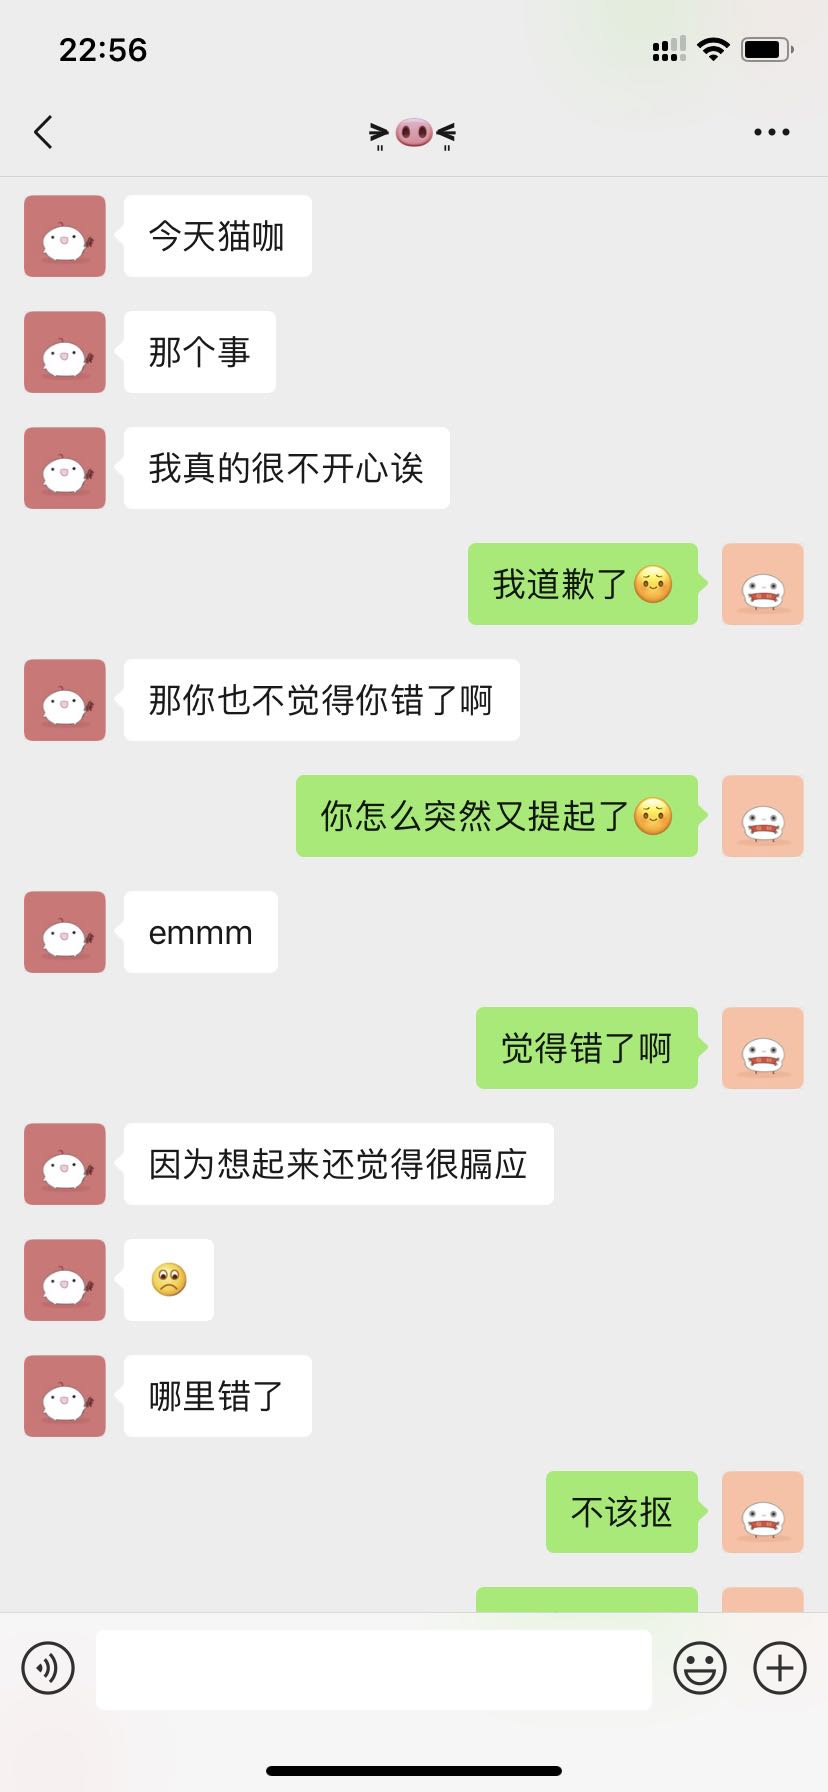 22:56
今天猫咖
那个事
我真的很不开心诶
我道歉了
那你也不觉得你错了啊
你怎么突然又提起了
emmm
觉得错了啊
因为想起来还觉得很膈应
哪里错了
不该抠